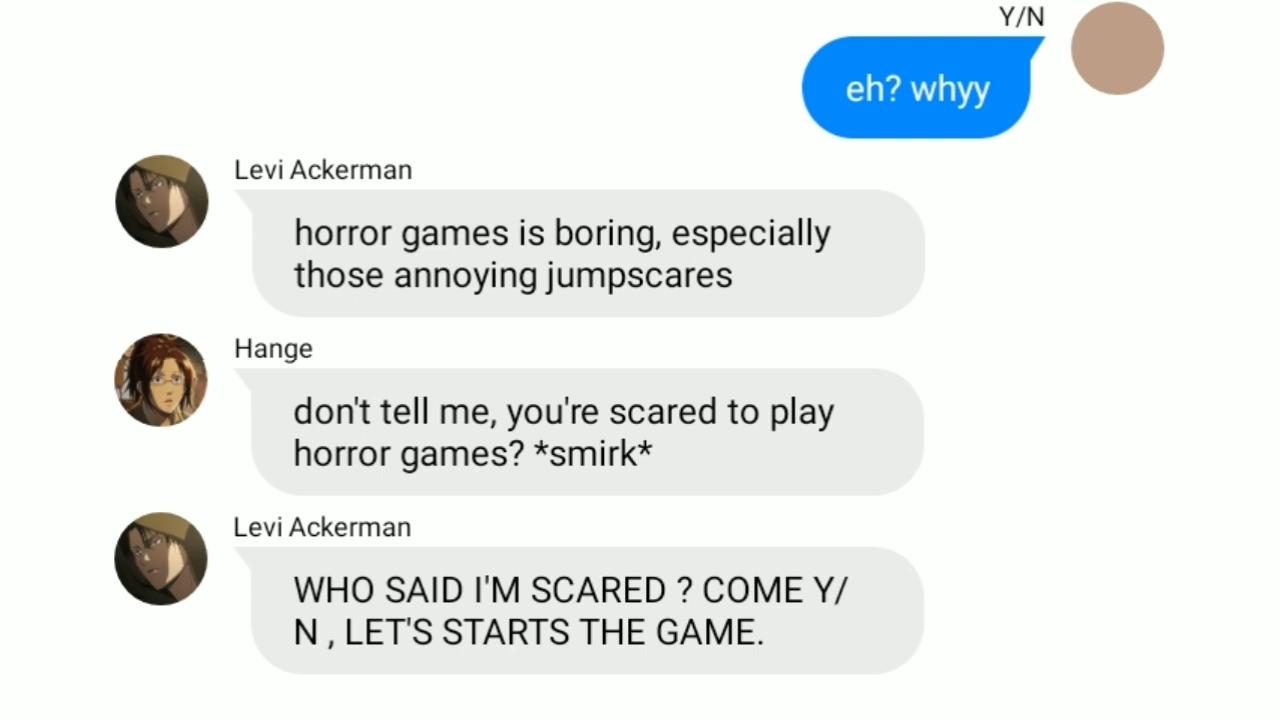 Y/N
eh? whyy
Levi Ackerman
horror games is boring, especially
those annoying jumpscares
Hange
don't tell me, you're scared to play
horror games? *smirk*
Levi Ackerman
WHO SAID I'M SCARED ? COME Y/
N , LET'S STARTS THE GAME.